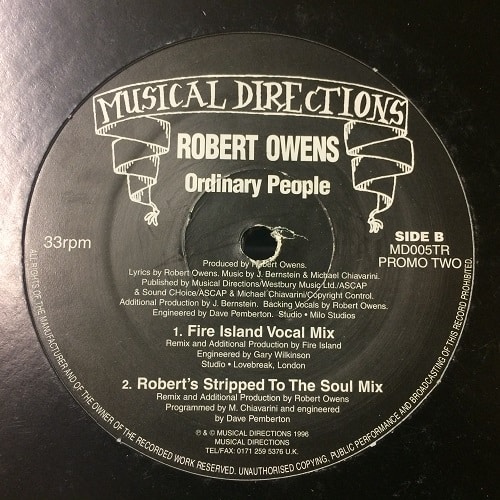 MUSICAL DIRECTIONS
ROBERT OWENS
Ordinary People
33rpm
SIDE B
MD005TR
PROMO TWO
Produced by Robert Owens.
Lyrics by Robert Owens. Music by J. Bernstein & Michael Chiavarini.
Published by Musical Directions/Westbury Music Ltd./ASCAP
& Sound CHoice/ASCAP & Michael Chiavarini/Copyright Control.
Additional Production by J. Bernstein. Backing Vocals by Robert Owens.
Engineered by Dave Pemberton. Studio • Milo Studios
1. Fire Island Vocal Mix
Remix and Additional Production by Fire Island
Engineered by Gary Wilkinson
Studio • Lovebreak, London
2. Robert's Stripped To The Soul Mix
Remix and Additional Production by Robert Owens
Programmed by M. Chiavarini and engineered
by Dave Pemberton
℗ & © MUSICAL DIRECTIONS 1996
MUSICAL DIRECTIONS
TEL/FAX: 0171 259 5376 U.K.
ALL RIGHTS OF THE MANUFACTURER AND OF THE OWNER OF THE RECORDED WORK RESERVED. UNAUTHORISED COPYING, PUBLIC PERFORMANCE AND BROADCASTING OF THIS RECORD PROHIBITED.